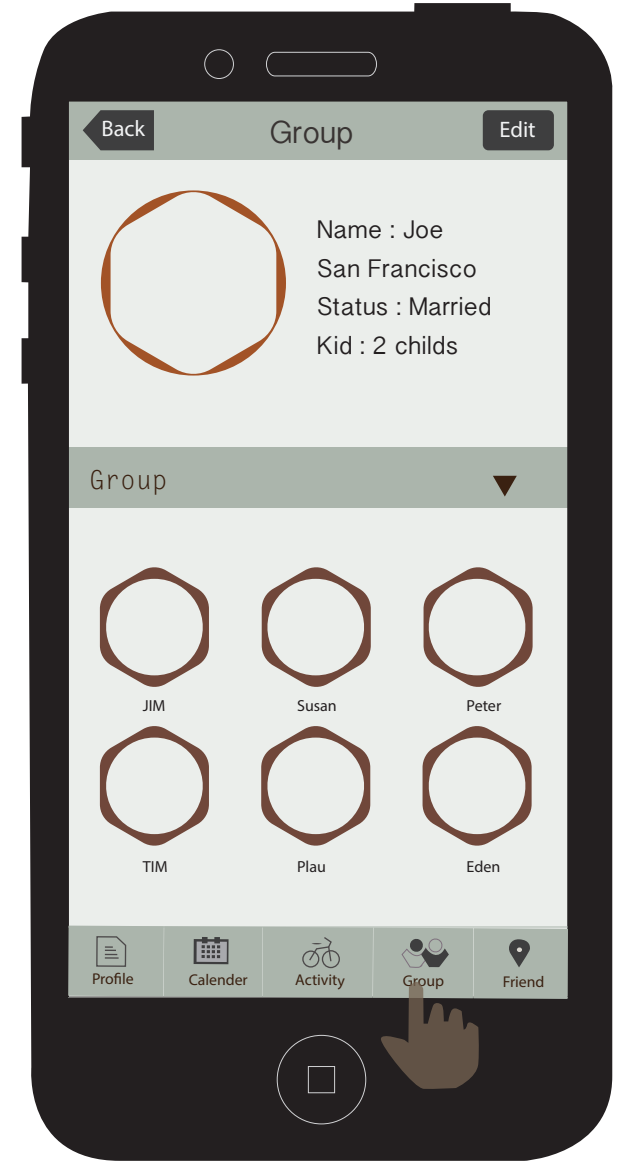 Back
Group
Edit
Name : Joe
San Francisco
Status : Married
Kid : 2 childs
Group
JIM
Susan
Peter
TIM
Plau
Eden
Profile
Calender
Activity
Group
Friend